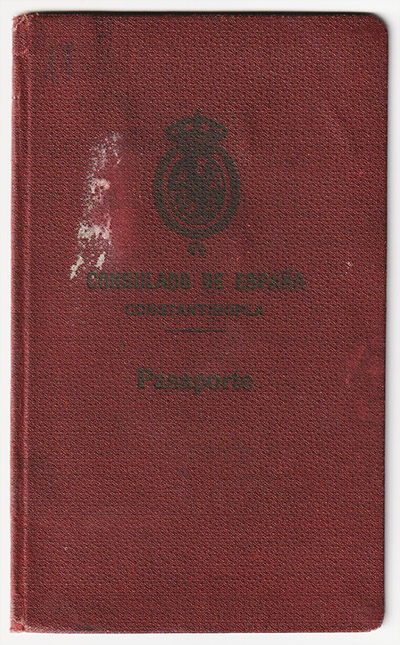 CONSULADO DE ESPAÑA
CONSTANTINOPLA
Pasaporte